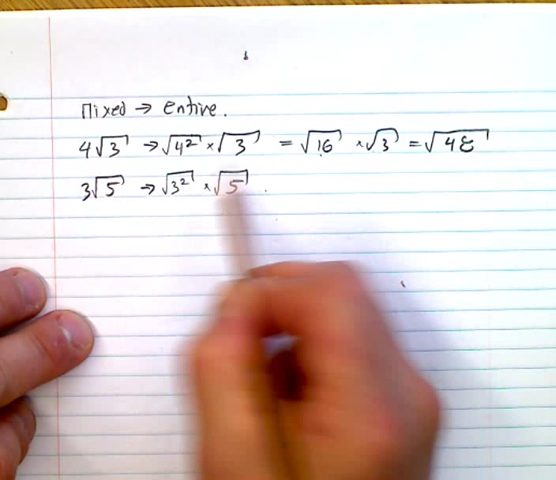 Mixed → Entire.
4√3 → √4² × √3 = √16 × √3 = √48
3√5 → √3² × √5